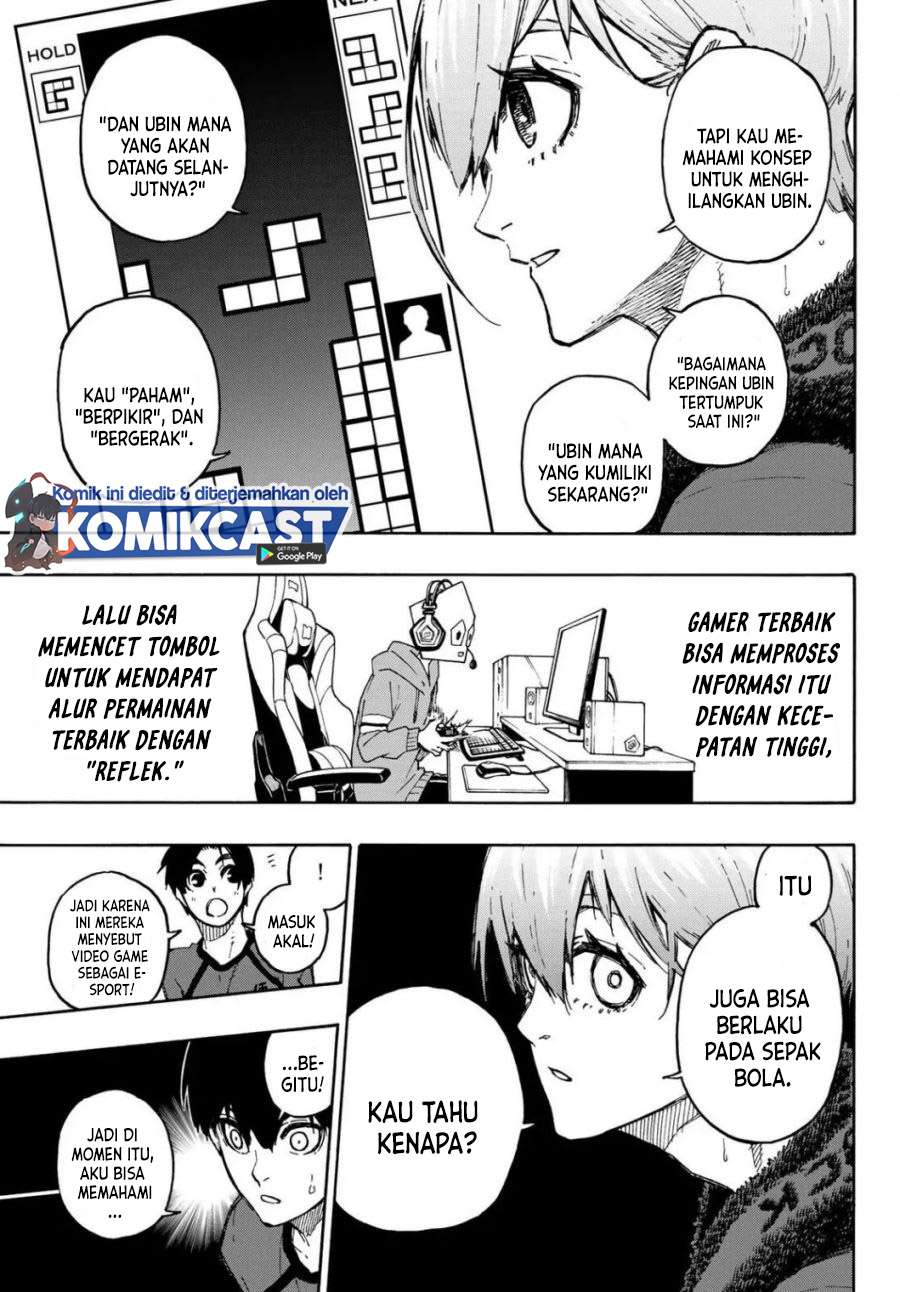 HOLD
NEXT
TAPI KAU ME-
MAHAMI KONSEP
UNTUK MENGH-
ILANGKAN UBIN.
"BAGAIMANA
KEPINGAN UBIN
TERTUMPUK
SAAT INI?"
"UBIN MANA
YANG KUMILIKI
SEKARANG?"
"DAN UBIN MANA
YANG AKAN
DATANG SELAN-
JUTNYA?"
KAU "PAHAM",
"BERPIKIR", DAN
"BERGERAK".
Komik ini diedit & diterjemahkan oleh
KOMIKCAST
GET IT ON
Google Play
GAMER TERBAIK
BISA MEMPROSES
INFORMASI ITU
DENGAN KECE-
PATAN TINGGI,
LALU BISA
MEMENCET TOMBOL
UNTUK MENDAPAT
ALUR PERMAINAN
TERBAIK DENGAN
"REFLEK."
ITU
JUGA BISA
BERLAKU
PADA SEPAK
BOLA.
KAU TAHU
KENAPA?
!
MASUK
AKAL!
JADI KARENA
INI MEREKA
MENYEBUT
VIDEO GAME
SEBAGAI E-
SPORT!
...BE-
GITU!
JADI DI
MOMEN ITU,
AKU BISA
MEMAHAMI
...